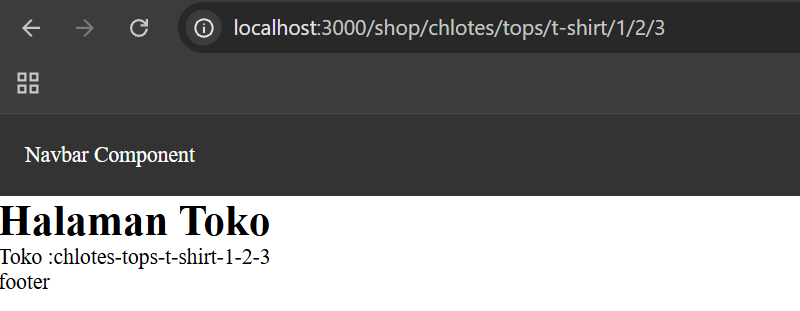 localhost:3000/shop/chlotes/tops/t-shirt/1/2/3
Navbar Component
Halaman Toko
Toko :chlotes-tops-t-shirt-1-2-3
footer